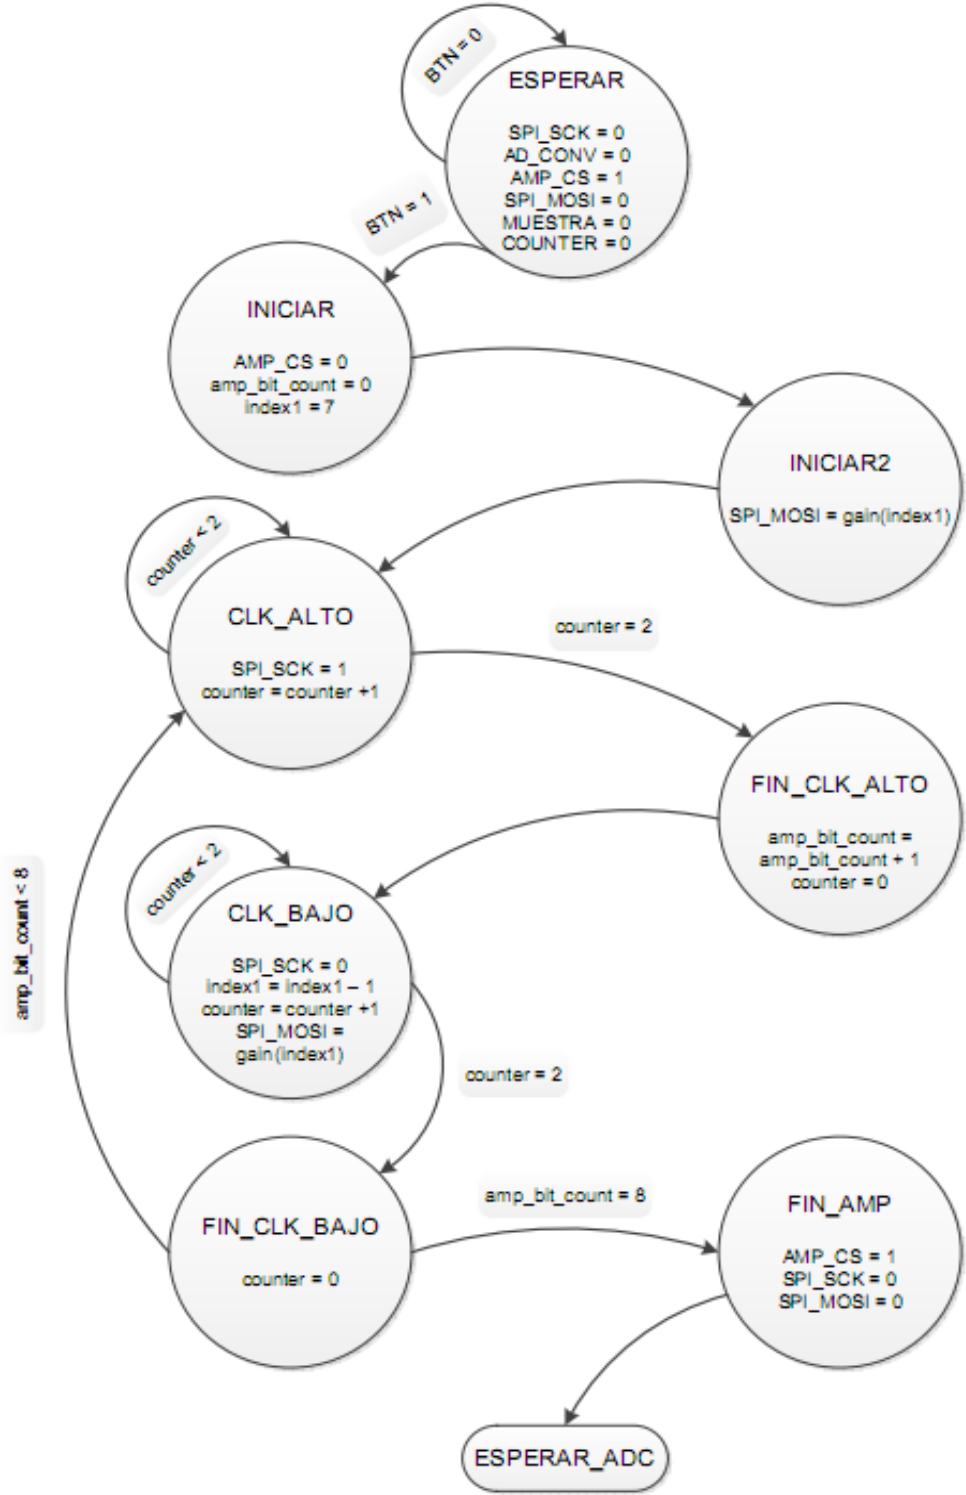 BTN = 0
ESPERAR
SPI_SCK = 0
AD_CONV = 0
AMP_CS = 1
SPI_MOSI = 0
MUESTRA = 0
COUNTER = 0
BTN = 1
INICIAR
AMP_CS = 0
amp_bit_count = 0
index1 = 7
INICIAR2
SPI_MOSI = gain(index1)
counter < 2
CLK_ALTO
SPI_SCK = 1
counter = counter +1
counter = 2
FIN_CLK_ALTO
amp_bit_count =
amp_bit_count + 1
counter = 0
counter < 2
CLK_BAJO
SPI_SCK = 0
index1 = index1 – 1
counter = counter +1
SPI_MOSI =
gain(index1)
amp_bit_count < 8
counter = 2
FIN_CLK_BAJO
counter = 0
amp_bit_count = 8
FIN_AMP
AMP_CS = 1
SPI_SCK = 0
SPI_MOSI = 0
ESPERAR_ADC